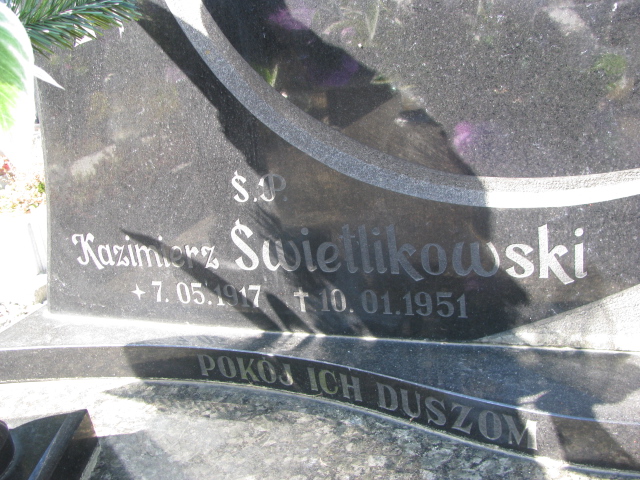 Ś.P.
Kazimierz Świetlikowski
7.05.1917 † 10.01.1951
POKÓJ ICH DUSZOM